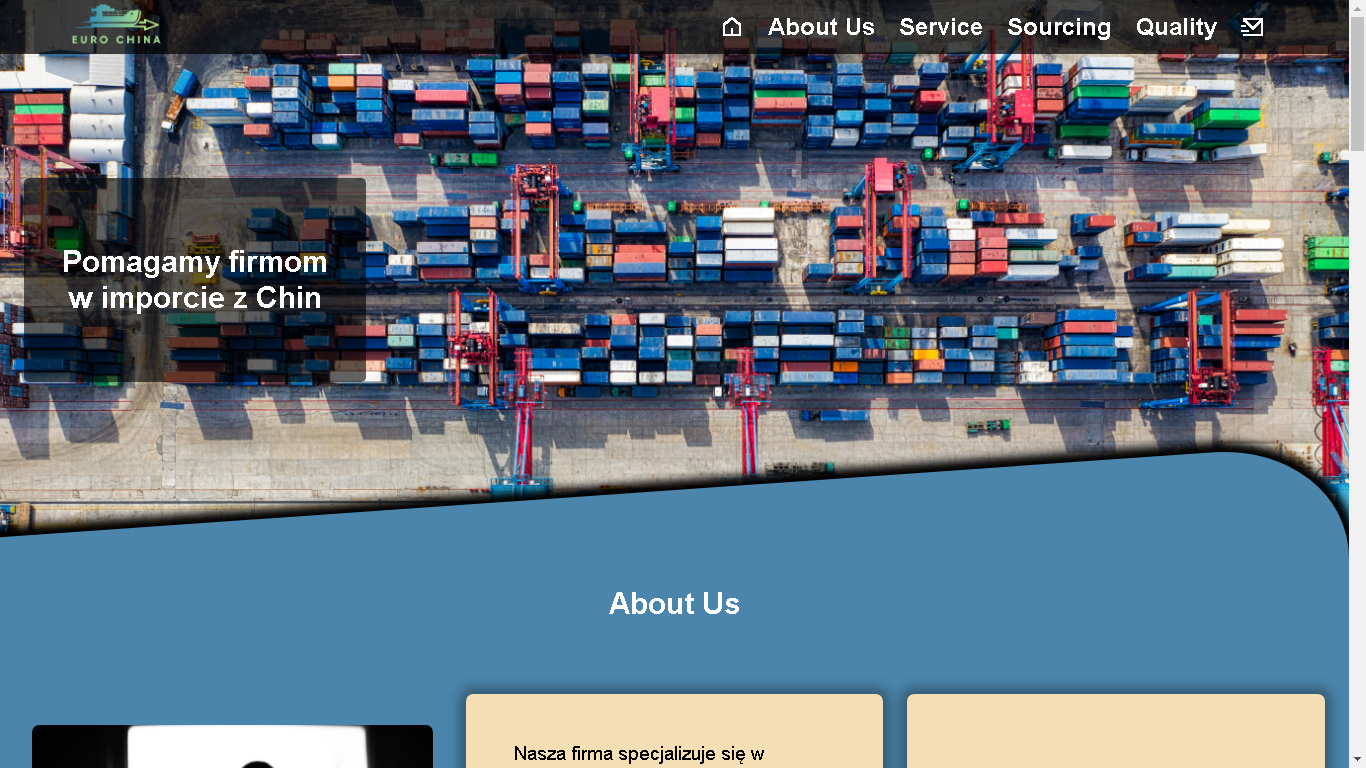 EURO CHINA
About Us
Service
Sourcing
Quality
Pomagamy firmom
w imporcie z Chin
About Us
Nasza firma specjalizuje się w